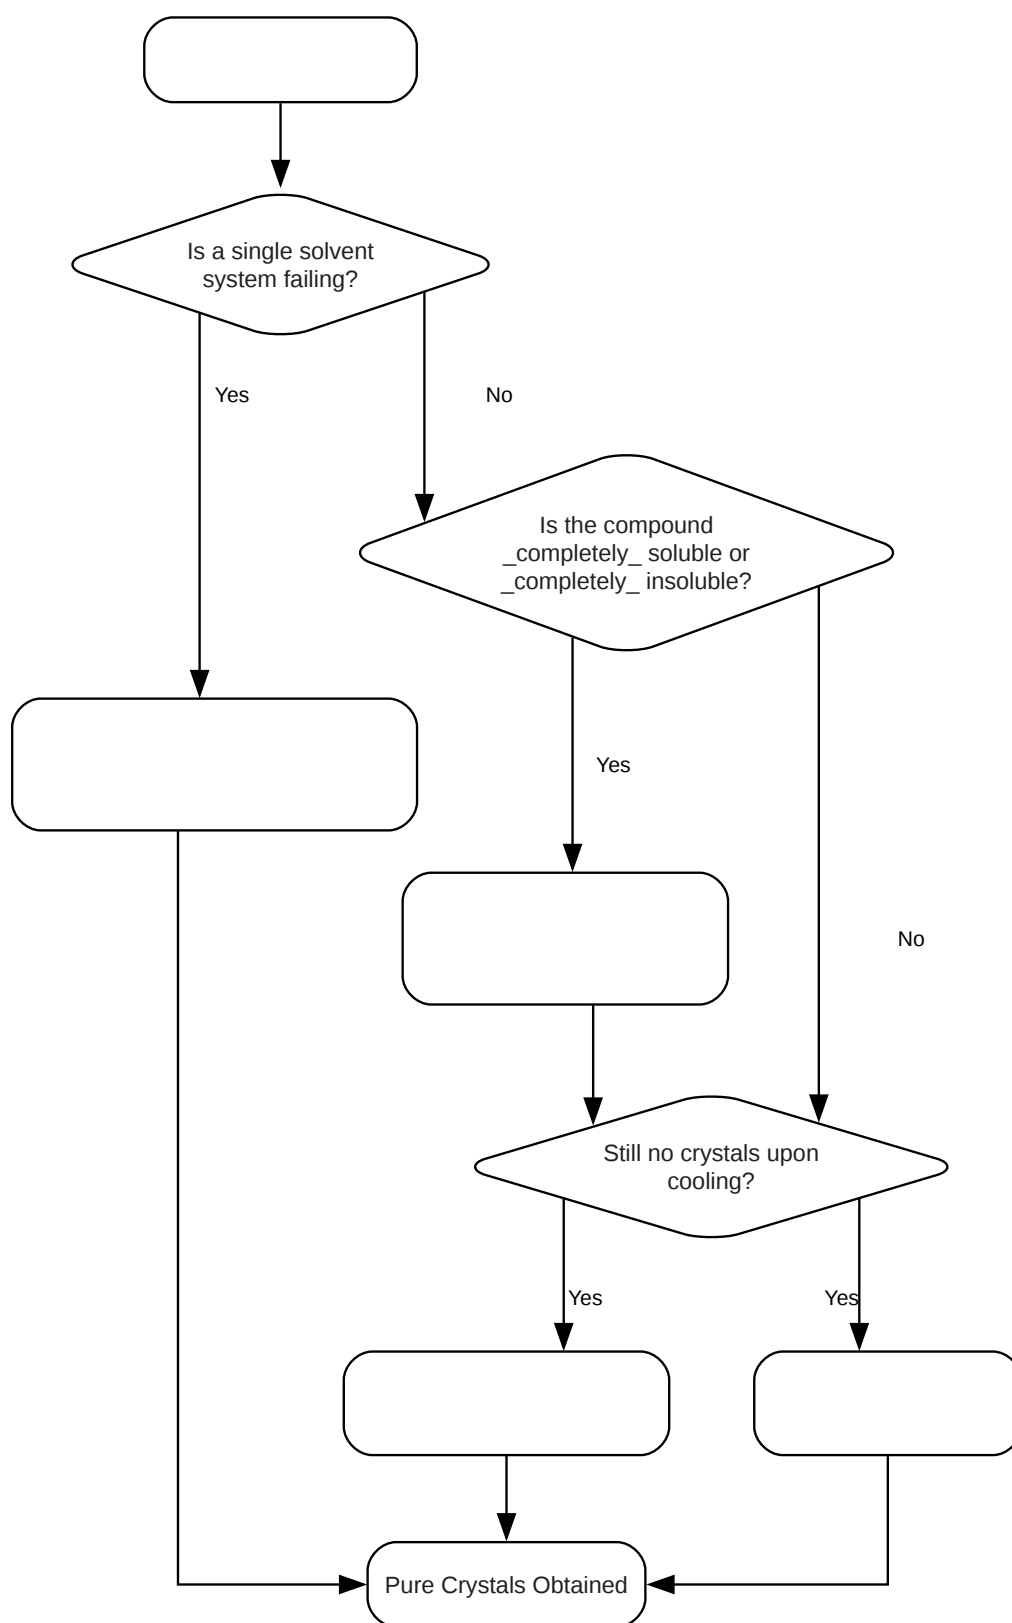 Is a single solvent
system failing?
Yes
No
Is the compound
_completely_ soluble or
_completely_ insoluble?
Yes
No
Still no crystals upon
cooling?
Yes
Yes
Pure Crystals Obtained